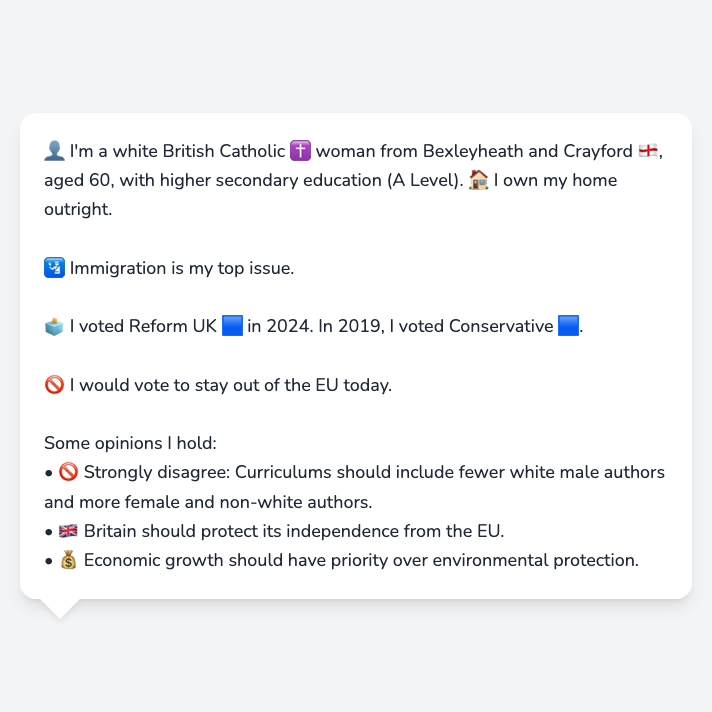 👤 I'm a white British Catholic ✝️ woman from Bexleyheath and Crayford 🏴󠁧󠁢󠁥󠁮󠁧󠁿,
aged 60, with higher secondary education (A Level). 🏠 I own my home
outright.
🛂 Immigration is my top issue.
🗳️ I voted Reform UK 🟦 in 2024. In 2019, I voted Conservative 🟦.
🚫 I would vote to stay out of the EU today.
Some opinions I hold:
• 🚫 Strongly disagree: Curriculums should include fewer white male authors
and more female and non-white authors.
• 🇬🇧 Britain should protect its independence from the EU.
• 💰 Economic growth should have priority over environmental protection.